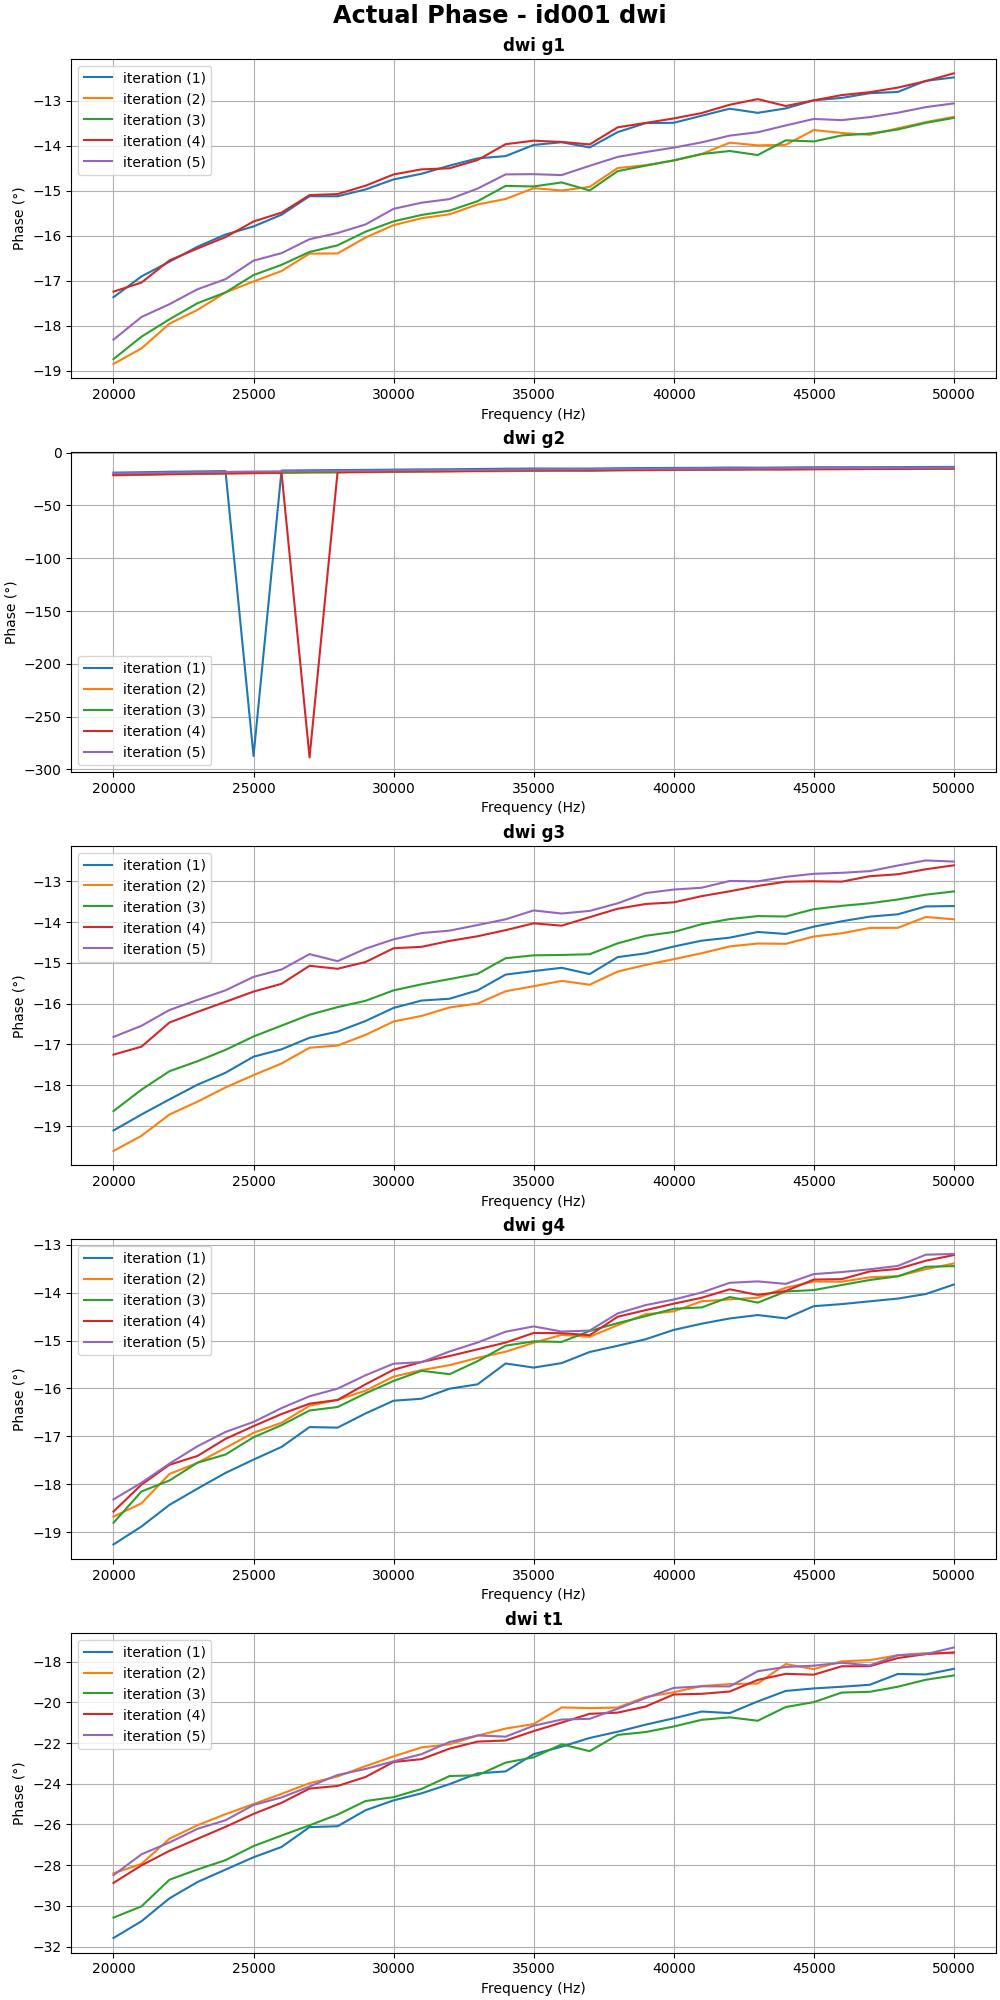 Actual Phase - id001 dwi
dwi g1
iteration (1)
iteration (2)
iteration (3)
iteration (4)
iteration (5)
Phase (°)
−13
−14
−15
−16
−17
−18
−19
20000 25000 30000 35000 40000 45000 50000
Frequency (Hz)
dwi g2
0
−50
−100
−150
−200
−250
−300
Phase (°)
iteration (1)
iteration (2)
iteration (3)
iteration (4)
iteration (5)
20000 25000 30000 35000 40000 45000 50000
Frequency (Hz)
dwi g3
iteration (1)
iteration (2)
iteration (3)
iteration (4)
iteration (5)
Phase (°)
−13
−14
−15
−16
−17
−18
−19
20000 25000 30000 35000 40000 45000 50000
Frequency (Hz)
dwi g4
iteration (1)
iteration (2)
iteration (3)
iteration (4)
iteration (5)
Phase (°)
−13
−14
−15
−16
−17
−18
−19
20000 25000 30000 35000 40000 45000 50000
Frequency (Hz)
dwi t1
iteration (1)
iteration (2)
iteration (3)
iteration (4)
iteration (5)
Phase (°)
−18
−20
−22
−24
−26
−28
−30
−32
20000 25000 30000 35000 40000 45000 50000
Frequency (Hz)